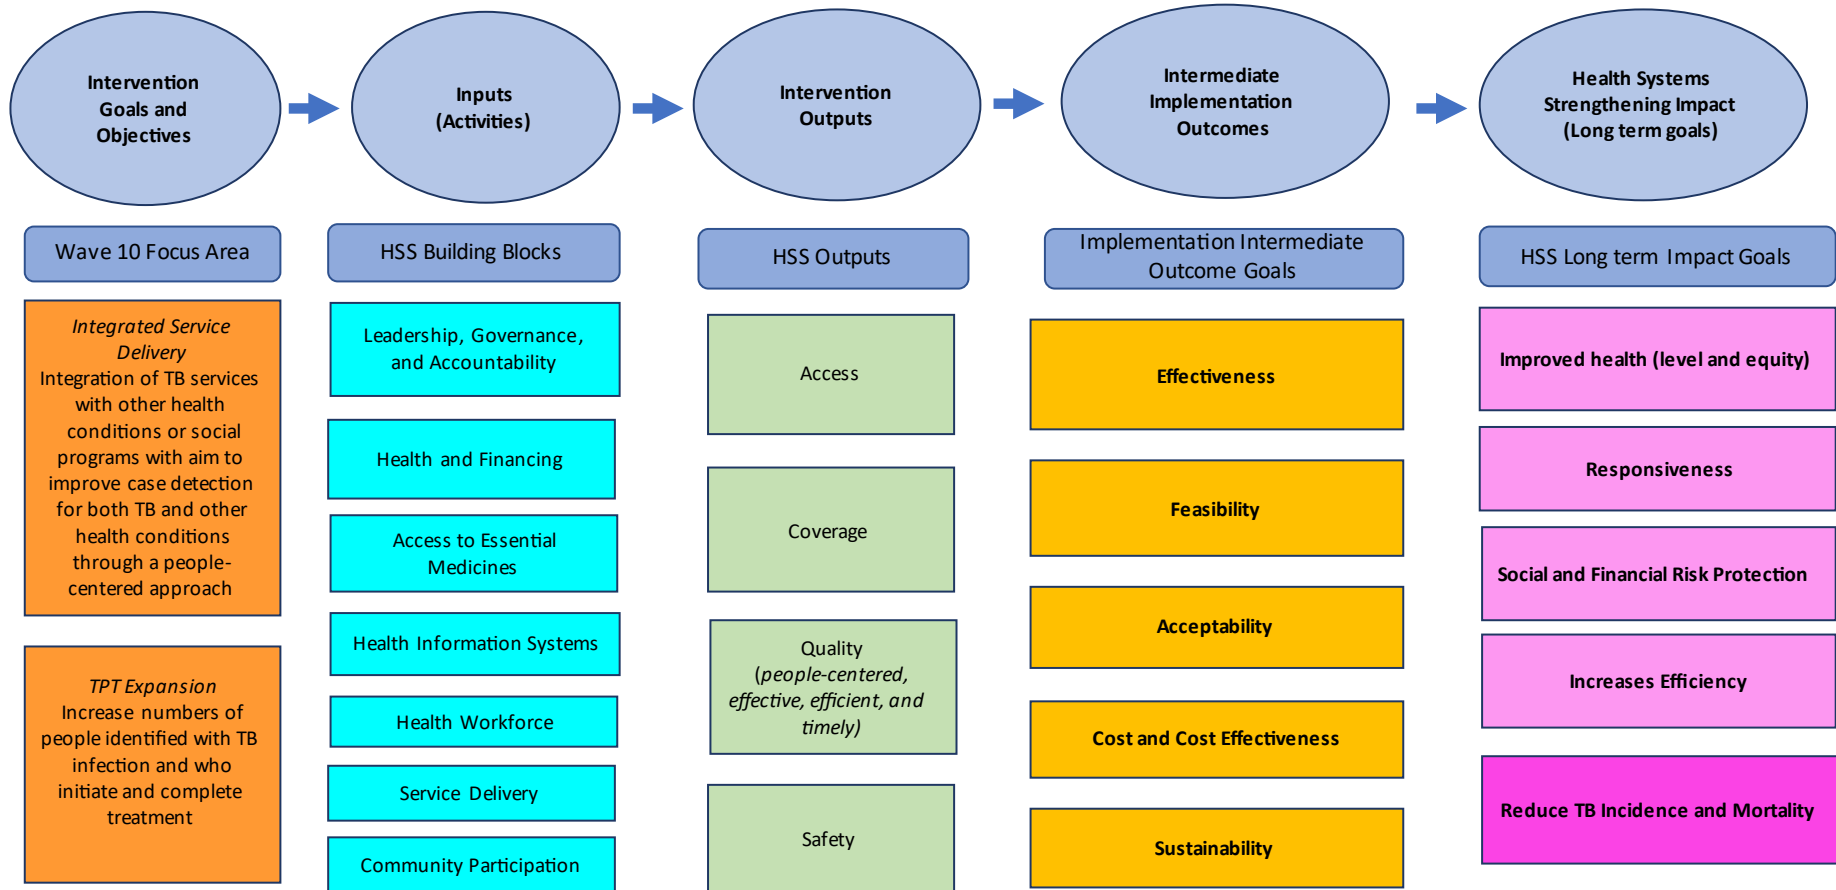 Intervention
Goals and
Objectives
Inputs
(Activities)
Intervention
Outputs
Intermediate
Implementation
Outcomes
Health Systems
Strengthening Impact
(Long term goals)
Wave 10 Focus Area
HSS Building Blocks
HSS Outputs
Implementation Intermediate
Outcome Goals
HSS Long term Impact Goals
Integrated Service
Delivery
Integration of TB services
with other health
conditions or social
programs with aim to
improve case detection
for both TB and other
health conditions
through a people-
centered approach
TPT Expansion
Increase numbers of
people identified with TB
infection and who
initiate and complete
treatment
Leadership, Governance,
and Accountability
Health and Financing
Access to Essential
Medicines
Health Information Systems
Health Workforce
Service Delivery
Community Participation
Access
Coverage
Quality
(people-centered,
effective, efficient, and
timely)
Safety
Effectiveness
Feasibility
Acceptability
Cost and Cost Effectiveness
Sustainability
Improved health (level and equity)
Responsiveness
Social and Financial Risk Protection
Increases Efficiency
Reduce TB Incidence and Mortality